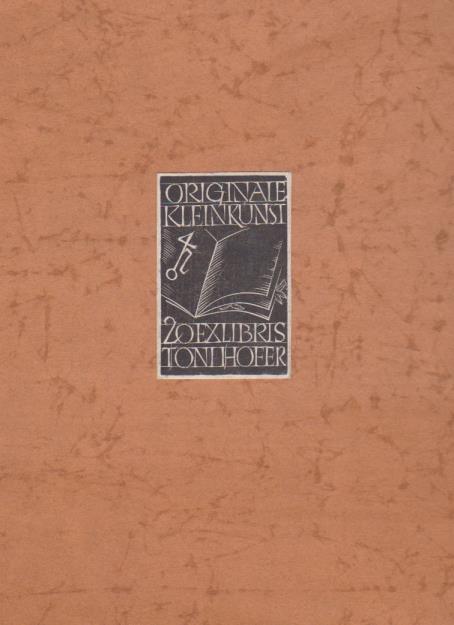 ORIGINALE
KLEINKUNST
20 EXLIBRIS
TONI HOFER